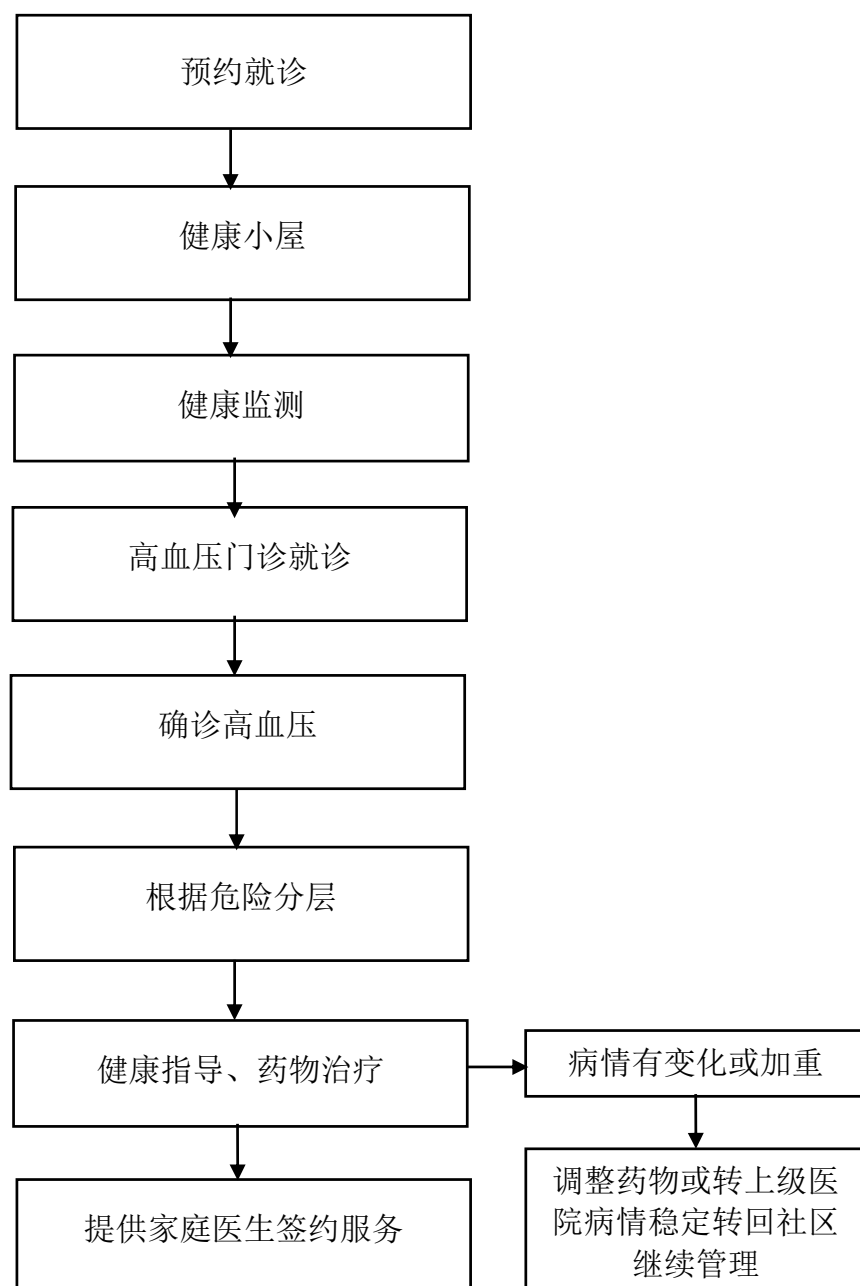 预约就诊
健康小屋
健康监测
高血压门诊就诊
确诊高血压
根据危险分层
健康指导、药物治疗
病情有变化或加重
提供家庭医生签约服务
调整药物或转上级医
院病情稳定转回社区
继续管理